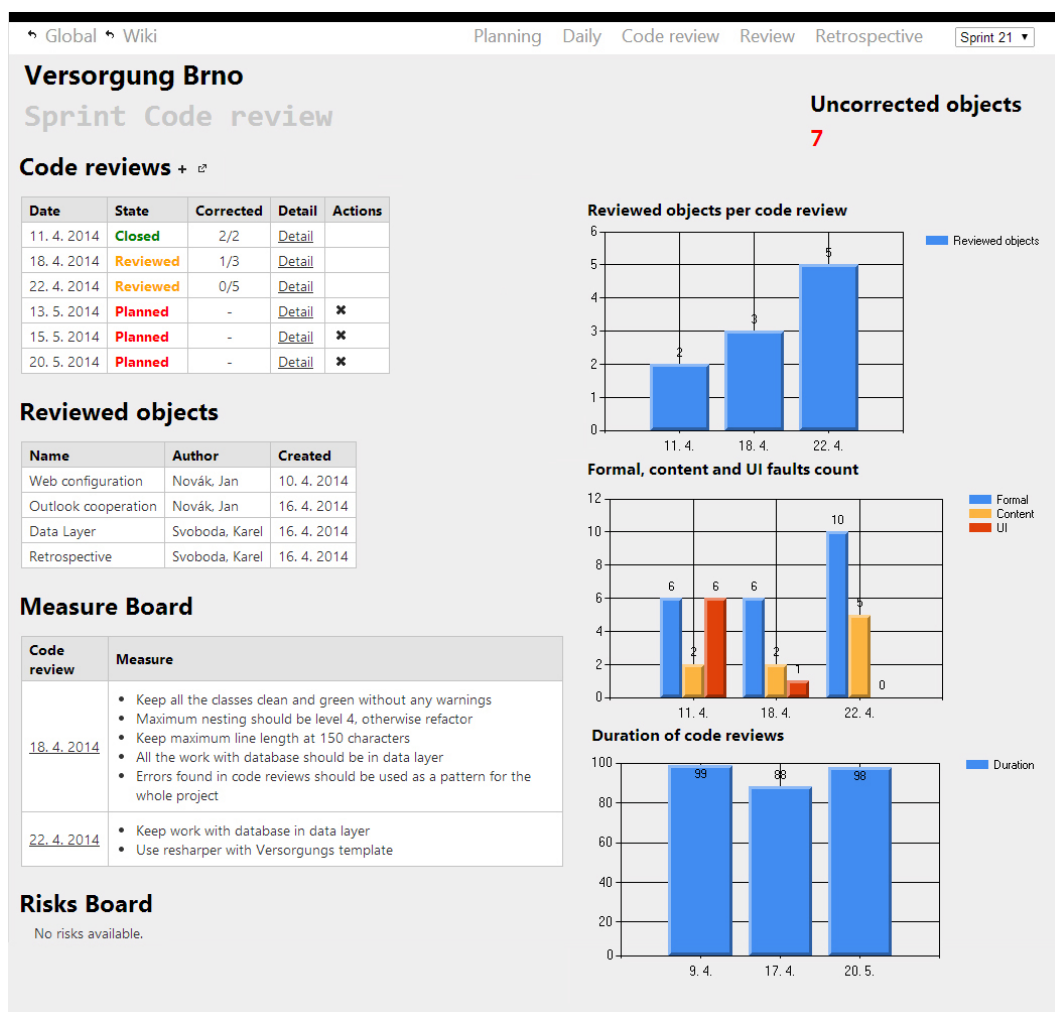 Global Wiki Planning Daily Code review Review Retrospective Sprint 21
Versorgung Brno
Sprint Code review
Uncorrected objects
7
Code reviews +
Date State Corrected Detail Actions
11. 4. 2014 Closed 2/2 Detail
18. 4. 2014 Reviewed 1/3 Detail
22. 4. 2014 Reviewed 0/5 Detail
13. 5. 2014 Planned - Detail ✖
15. 5. 2014 Planned - Detail ✖
20. 5. 2014 Planned - Detail ✖
Reviewed objects
Name Author Created
Web configuration Novák, Jan 10. 4. 2014
Outlook cooperation Novák, Jan 16. 4. 2014
Data Layer Svoboda, Karel 16. 4. 2014
Retrospective Svoboda, Karel 16. 4. 2014
Measure Board
Code
review
Measure
18. 4. 2014
• Keep all the classes clean and green without any warnings
• Maximum nesting should be level 4, otherwise refactor
• Keep maximum line length at 150 characters
• All the work with database should be in data layer
• Errors found in code reviews should be used as a pattern for the
whole project
22. 4. 2014
• Keep work with database in data layer
• Use resharper with Versorgungs template
Risks Board
No risks available.
Reviewed objects per code review
6
5
4
3
2
1
0
2
3
5
11. 4. 18. 4. 22. 4.
Reviewed objects
Formal, content and UI faults count
12
10
8
6
4
2
0
6 2 6
6 2 1
10 5 0
11. 4. 18. 4. 22. 4.
Formal
Content
UI
Duration of code reviews
100
80
60
40
20
0
99 88 98
9. 4. 17. 4. 20. 5.
Duration